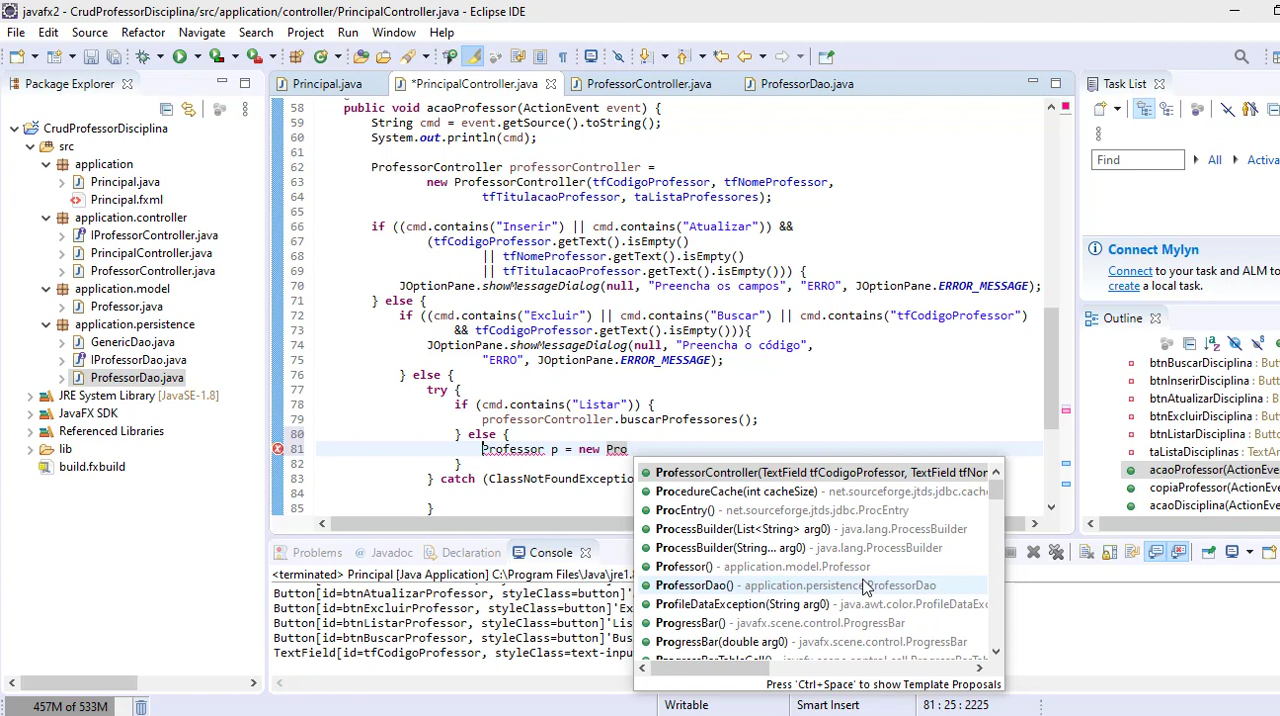 javafx2 - CrudProfessorDisciplina/src/application/controller/PrincipalController.java - Eclipse IDE
File Edit Source Refactor Navigate Search Project Run Window Help
Package Explorer
Principal.java
*PrincipalController.java
ProfessorController.java
ProfessorDao.java
Task List
CrudProfessorDisciplina
src
application
Principal.java
Principal.fxml
application.controller
IProfessorController.java
PrincipalController.java
ProfessorController.java
application.model
Professor.java
application.persistence
GenericDao.java
IProfessorDao.java
ProfessorDao.java
JRE System Library [JavaSE-1.8]
JavaFX SDK
Referenced Libraries
lib
build.fxbuild
58 public void acaoProfessor(ActionEvent event) {
59 String cmd = event.getSource().toString();
60 System.out.println(cmd);
61
62 ProfessorController professorController =
63 new ProfessorController(tfCodigoProfessor, tfNomeProfessor,
64 tfTitulacaoProfessor, taListaProfessores);
65
66 if ((cmd.contains("Inserir") || cmd.contains("Atualizar")) &&
67 (tfCodigoProfessor.getText().isEmpty()
68 || tfNomeProfessor.getText().isEmpty()
69 || tfTitulacaoProfessor.getText().isEmpty())) {
70 JOptionPane.showMessageDialog(null, "Preencha os campos", "ERRO", JOptionPane.ERROR_MESSAGE);
71 } else {
72 if ((cmd.contains("Excluir") || cmd.contains("Buscar") || cmd.contains("tfCodigoProfessor")
73 && tfCodigoProfessor.getText().isEmpty())){
74 JOptionPane.showMessageDialog(null, "Preencha o código",
75 "ERRO", JOptionPane.ERROR_MESSAGE);
76 } else {
77 try {
78 if (cmd.contains("Listar")) {
79 professorController.buscarProfessores();
80 } else {
81 Professor p = new Pro
82 }
83 } catch (ClassNotFoundExceptio
84
85 }
ProfessorController(TextField tfCodigoProfessor, TextField tfNom
ProcedureCache(int cacheSize) - net.sourceforge.jtds.jdbc.cache
ProcEntry() - net.sourceforge.jtds.jdbc.ProcEntry
ProcessBuilder(List<String> arg0) - java.lang.ProcessBuilder
ProcessBuilder(String... arg0) - java.lang.ProcessBuilder
Professor() - application.model.Professor
ProfessorDao() - application.persistence.ProfessorDao
ProfileDataException(String arg0) - java.awt.color.ProfileDataExc
ProgressBar() - javafx.scene.control.ProgressBar
ProgressBar(double arg0) - javafx.scene.control.ProgressBar
Press 'Ctrl+Space' to show Template Proposals
Find All Activa
Connect Mylyn
Connect to your task and ALM to
create a local task.
Outline
btnBuscarDisciplina : Butt
btnInserirDisciplina : Butt
btnAtualizarDisciplina : B
btnExcluirDisciplina : But
btnListarDisciplina : Butto
taListaDisciplinas : TextAr
acaoProfessor(ActionEve
copiaProfessor : Action
acaoDisciplina(ActionEve
Problems Javadoc Declaration Console
<terminated> Principal [Java Application] C:\Program Files\Java\jre1.
Button[id=btnAtualizarProfessor, styleClass=button]'A
Button[id=btnExcluirProfessor, styleClass=button]'Ex
Button[id=btnListarProfessor, styleClass=button]'Lis
Button[id=btnBuscarProfessor, styleClass=button]'Bus
TextField[id=tfCodigoProfessor, styleClass=text-inpu
457M of 533M
Writable
Smart Insert
81 : 25 : 2225